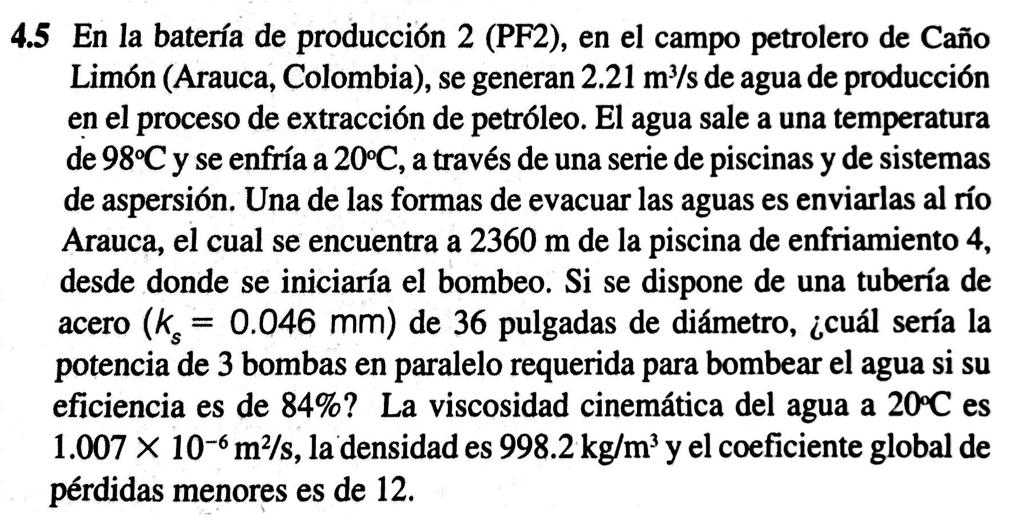 4.5 En la batería de producción 2 (PF2), en el campo petrolero de Caño
Limón (Arauca, Colombia), se generan 2.21 m³/s de agua de producción
en el proceso de extracción de petróleo. El agua sale a una temperatura
de 98ºC y se enfría a 20ºC, a través de una serie de piscinas y de sistemas
de aspersión. Una de las formas de evacuar las aguas es enviarlas al río
Arauca, el cual se encuentra a 2360 m de la piscina de enfriamiento 4,
desde donde se iniciaría el bombeo. Si se dispone de una tubería de
acero (kₛ = 0.046 mm) de 36 pulgadas de diámetro, ¿cuál sería la
potencia de 3 bombas en paralelo requerida para bombear el agua si su
eficiencia es de 84%? La viscosidad cinemática del agua a 20ºC es
1.007 × 10⁻⁶ m²/s, la densidad es 998.2 kg/m³ y el coeficiente global de
pérdidas menores es de 12.